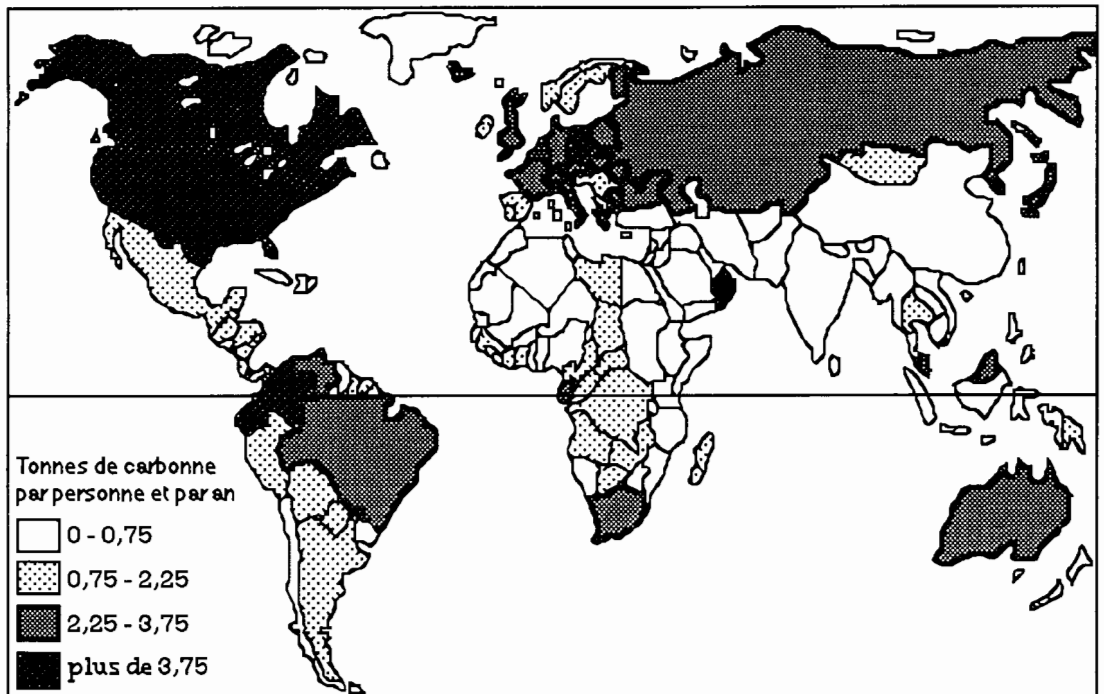 Tonnes de carbonne
par personne et par an
0 - 0,75
0,75 - 2,25
2,25 - 3,75
plus de 3,75